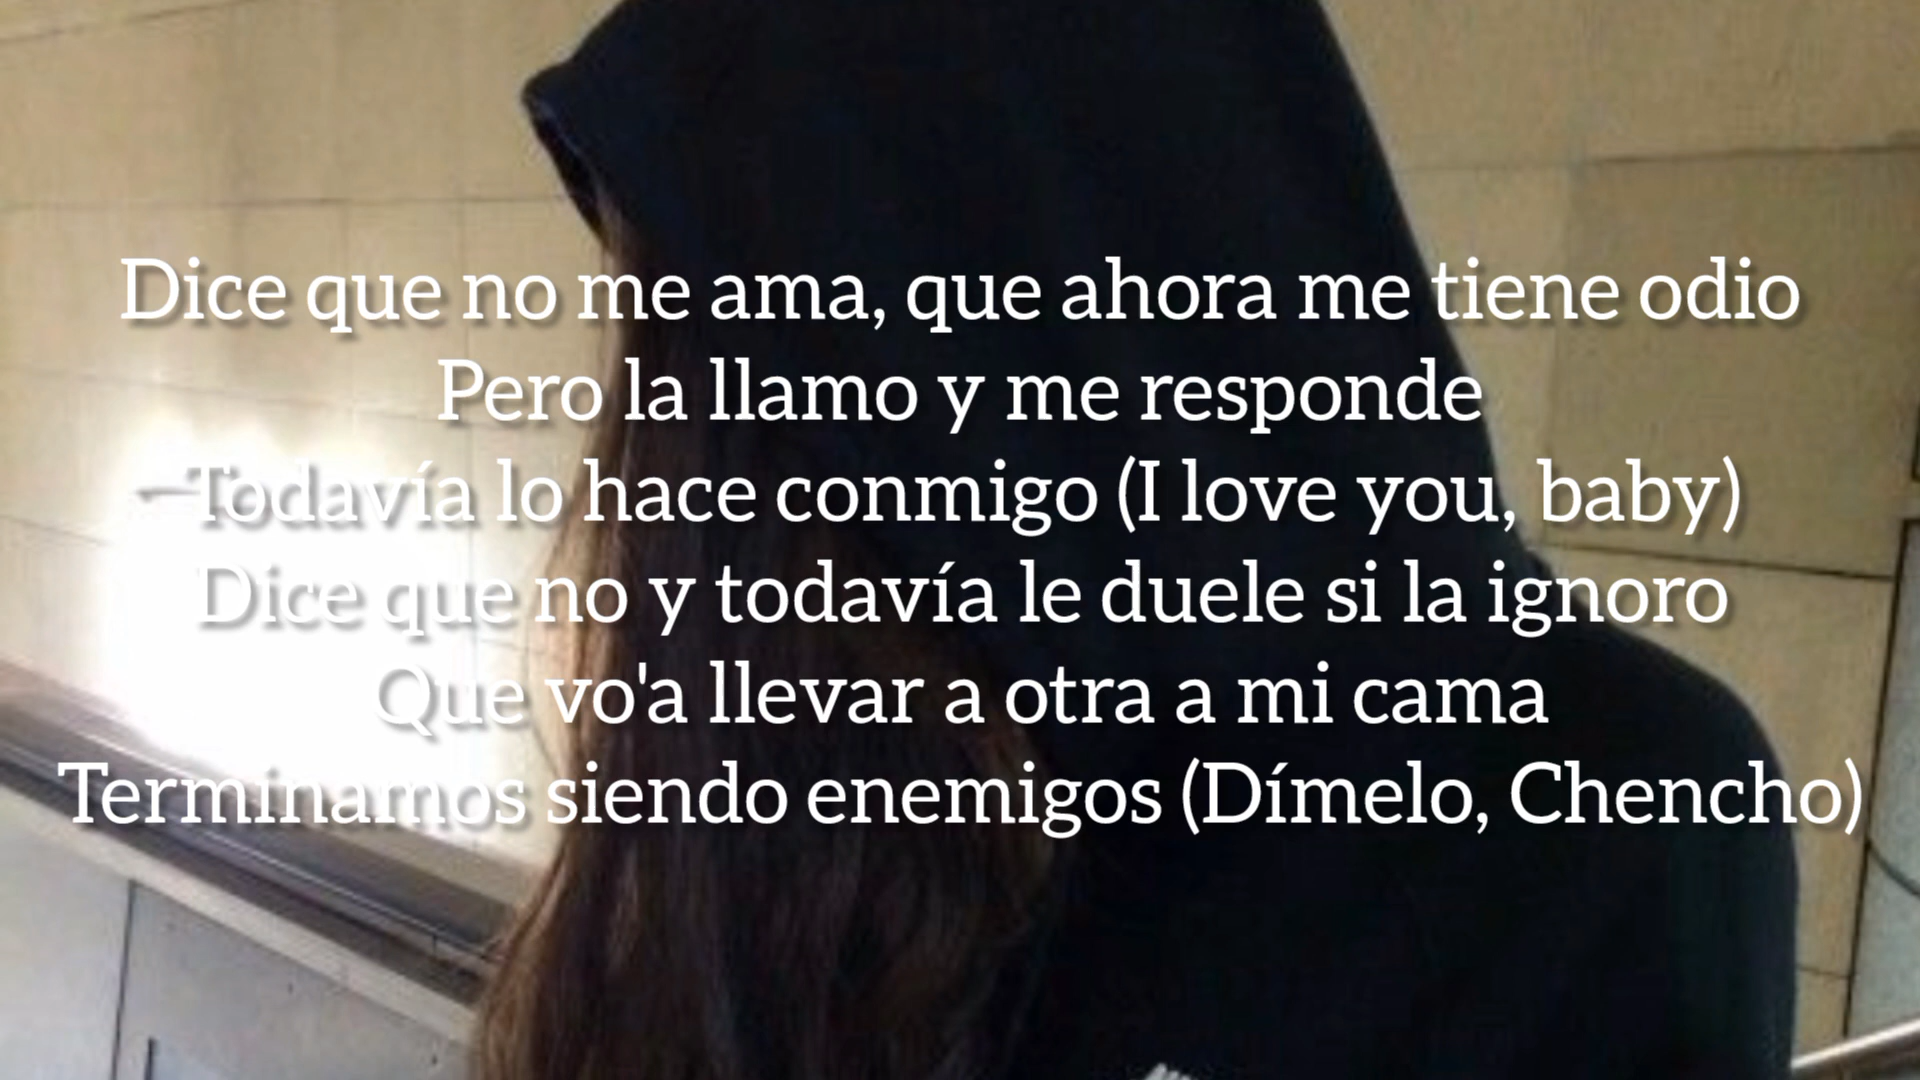 Dice que no me ama, que ahora me tiene odio
Pero la llamo y me responde
Todavía lo hace conmigo (I love you, baby)
Dice que no y todavía le duele si la ignoro
Que vo'a llevar a otra a mi cama
Terminamos siendo enemigos (Dímelo, Chencho)